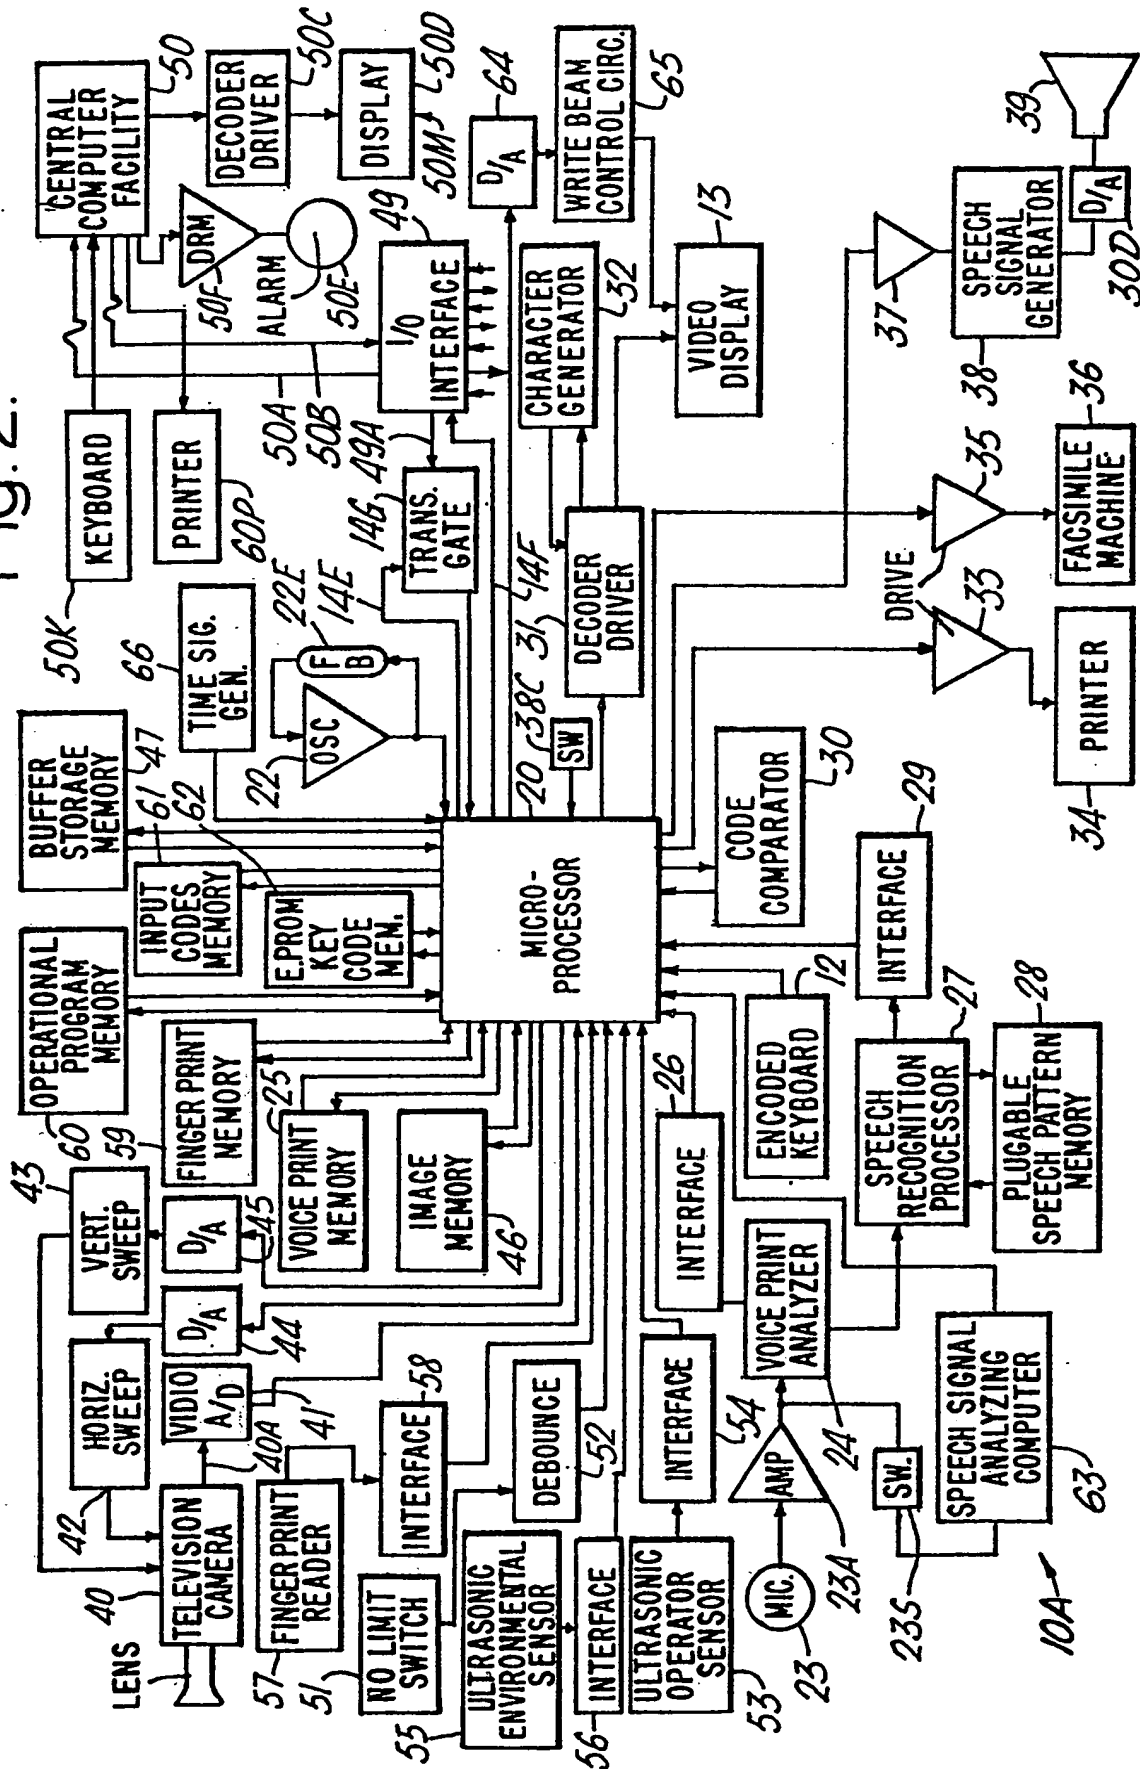 Fig. 2.
LENS
40
TELEVISION
CAMERA
42
HORIZ.
SWEEP
43
VERT.
SWEEP
40A
VIDIO
A/D
41
D/A
44
D/A
45
57
FINGER PRINT
READER
INTERFACE
58
51
NO LIMIT
SWITCH
DEBOUNCE
52
55
ULTRASONIC
ENVIRONMENTAL
SENSOR
56
INTERFACE
53
ULTRASONIC
OPERATOR
SENSOR
INTERFACE
54
23
MIC.
AMP
23A
23S
SW.
24
VOICE PRINT
ANALYZER
INTERFACE
26
63
SPEECH SIGNAL
ANALYZING
COMPUTER
10A
60
OPERATIONAL
PROGRAM
MEMORY
59
FINGER PRINT
MEMORY
25
VOICE PRINT
MEMORY
IMAGE
MEMORY
46
ENCODED
KEYBOARD
12
SPEECH
RECOGNITION
PROCESSOR
27
PLUGABLE
SPEECH PATTERN
MEMORY
28
INTERFACE
29
BUFFER
STORAGE
MEMORY
47
INPUT
CODES
MEMORY
61
E.PROM
KEY
CODE
MEM.
62
MICRO-
PROCESSOR
20
CODE
COMPARATOR
30
66
TIME SIG.
GEN.
22
OSC
22E
F
B
14E
14G
TRANS.
GATE
49A
14F
38C
SW
31
DECODER
DRIVER
CHARACTER
GENERATOR
32
VIDEO
DISPLAY
13
50K
KEYBOARD
PRINTER
60P
50A
50B
I/O
INTERFACE
49
CENTRAL
COMPUTER
FACILITY
50
DECODER
DRIVER
50C
DISPLAY
50D
50M
DRM
50F
ALARM
50E
D/A
64
WRITE BEAM
CONTROL CIRC.
65
DRIVE
33
34
PRINTER
35
FACSIMILE
MACHINE
36
37
38
SPEECH
SIGNAL
GENERATOR
D/A
30D
39